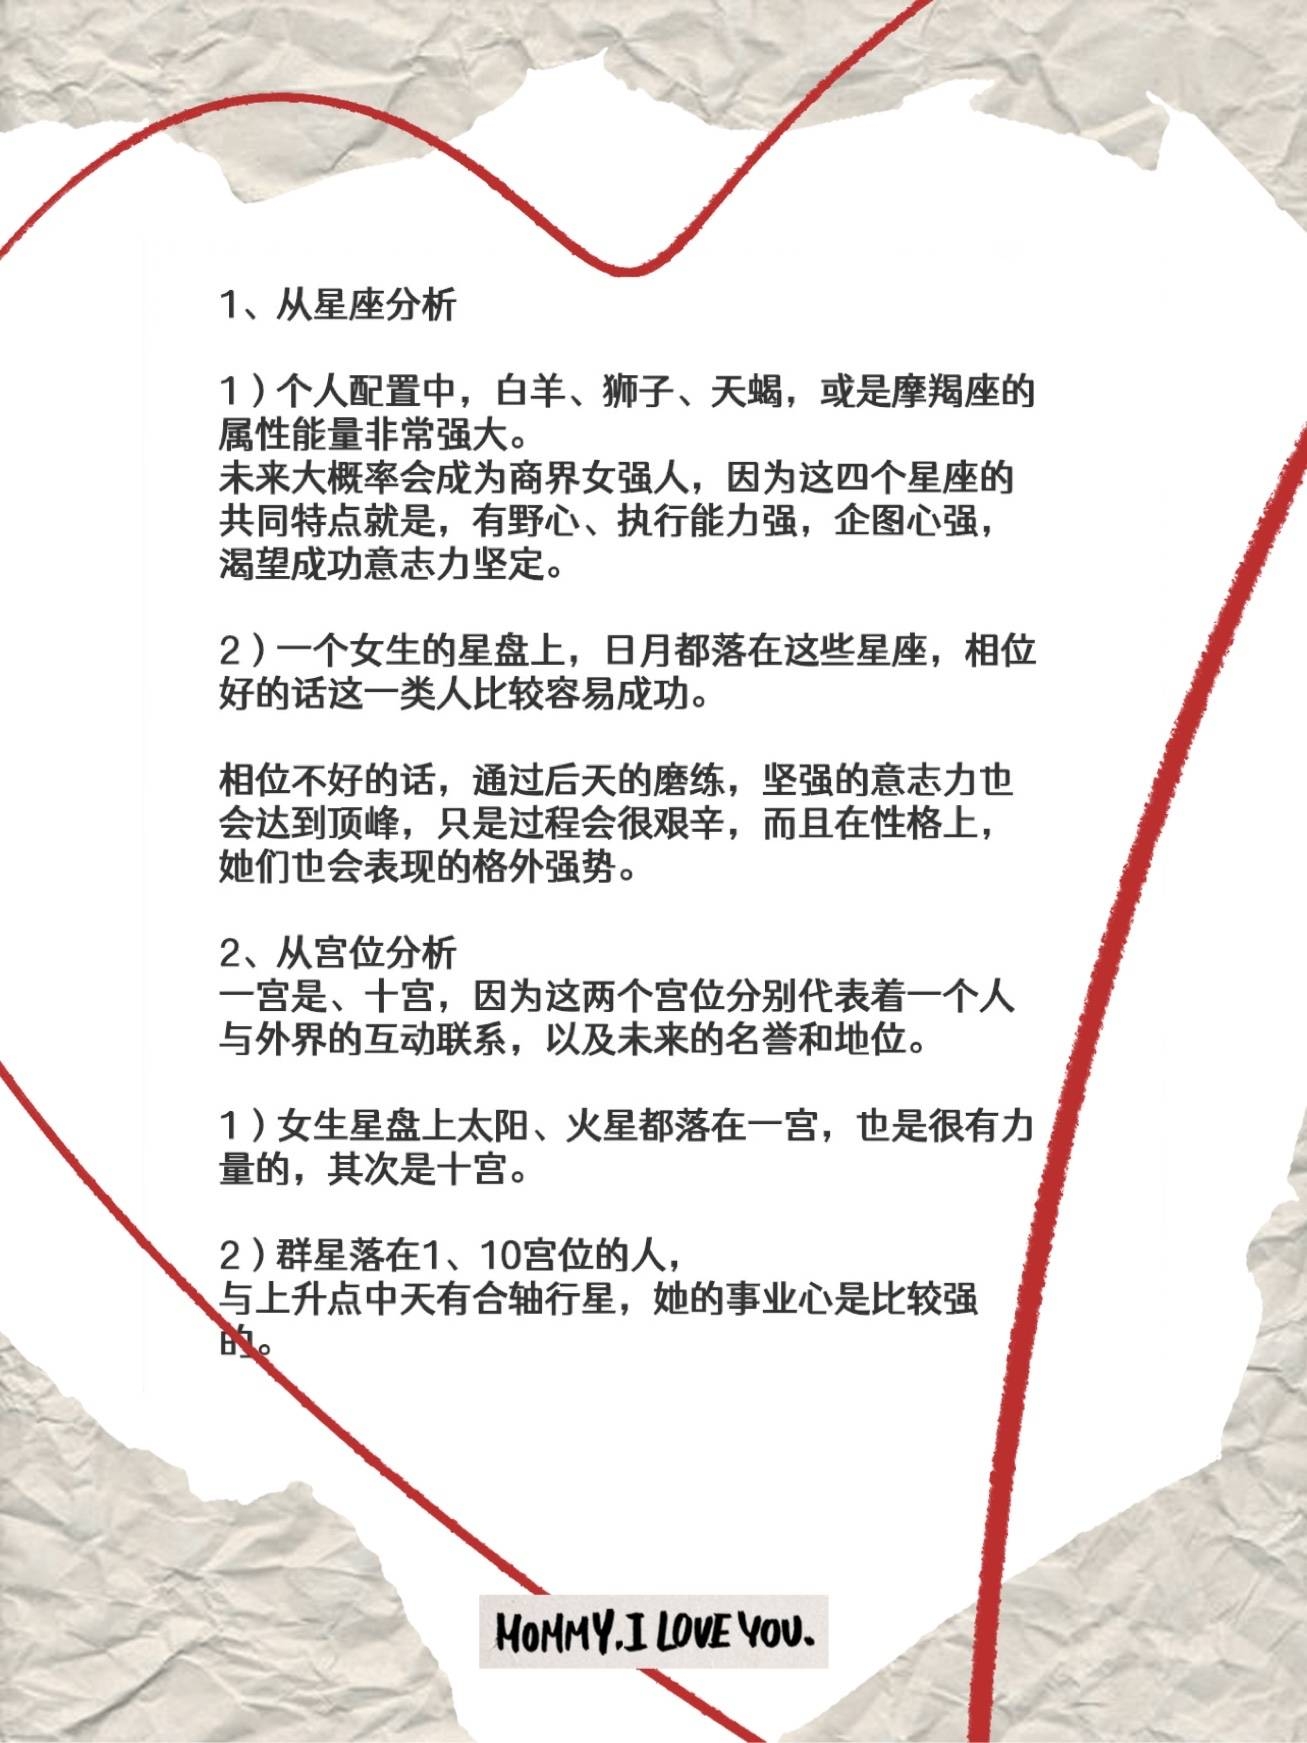 1、从星座分析
1）个人配置中，白羊、狮子、天蝎，或是摩羯座的
属性能量非常强大。
未来大概率会成为商界女强人，因为这四个星座的
共同特点就是，有野心、执行能力强，企图心强，
渴望成功意志力坚定。
2）一个女生的星盘上，日月都落在这些星座，相位
好的话这一类人比较容易成功。
相位不好的话，通过后天的磨练，坚强的意志力也
会达到顶峰，只是过程会很艰辛，而且在性格上，
她们也会表现的格外强势。
2、从宫位分析
一宫是、十宫，因为这两个宫位分别代表着一个人
与外界的互动联系，以及未来的名誉和地位。
1）女生星盘上太阳、火星都落在一宫，也是很有力
量的，其次是十宫。
2）群星落在1、10宫位的人，
与上升点中天有合轴行星，她的事业心是比较强
的。
MOMMY,I LOVE YOU.